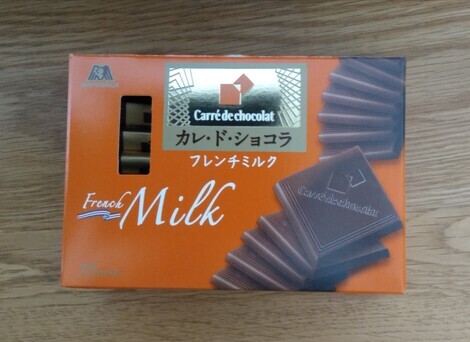 Carré de chocolat
カレ・ド・ショコラ
フレンチミルク
French
Milk
Carré de chocolat